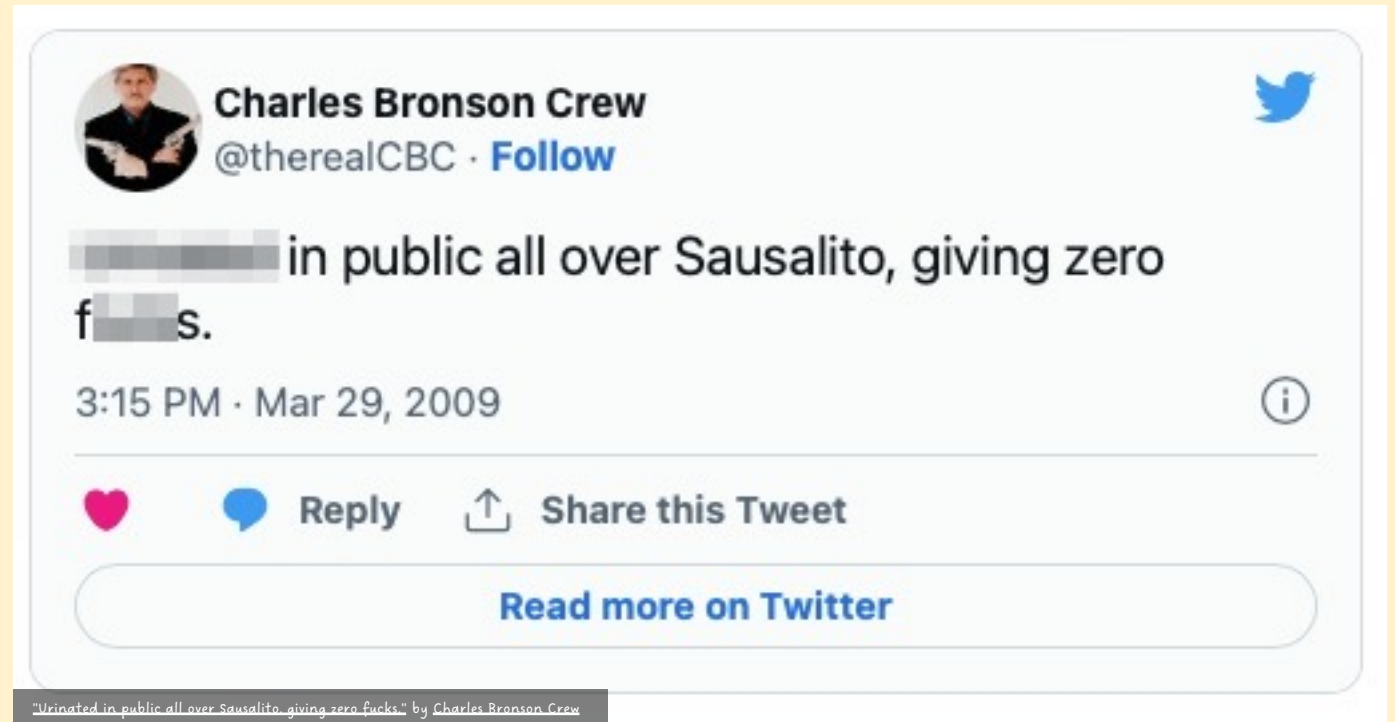 Charles Bronson Crew
@therealCBC · Follow
in public all over Sausalito, giving zero
f s.
3:15 PM · Mar 29, 2009
Reply Share this Tweet
Read more on Twitter
"Urinated in public all over Sausalito, giving zero fucks." by Charles Bronson Crew